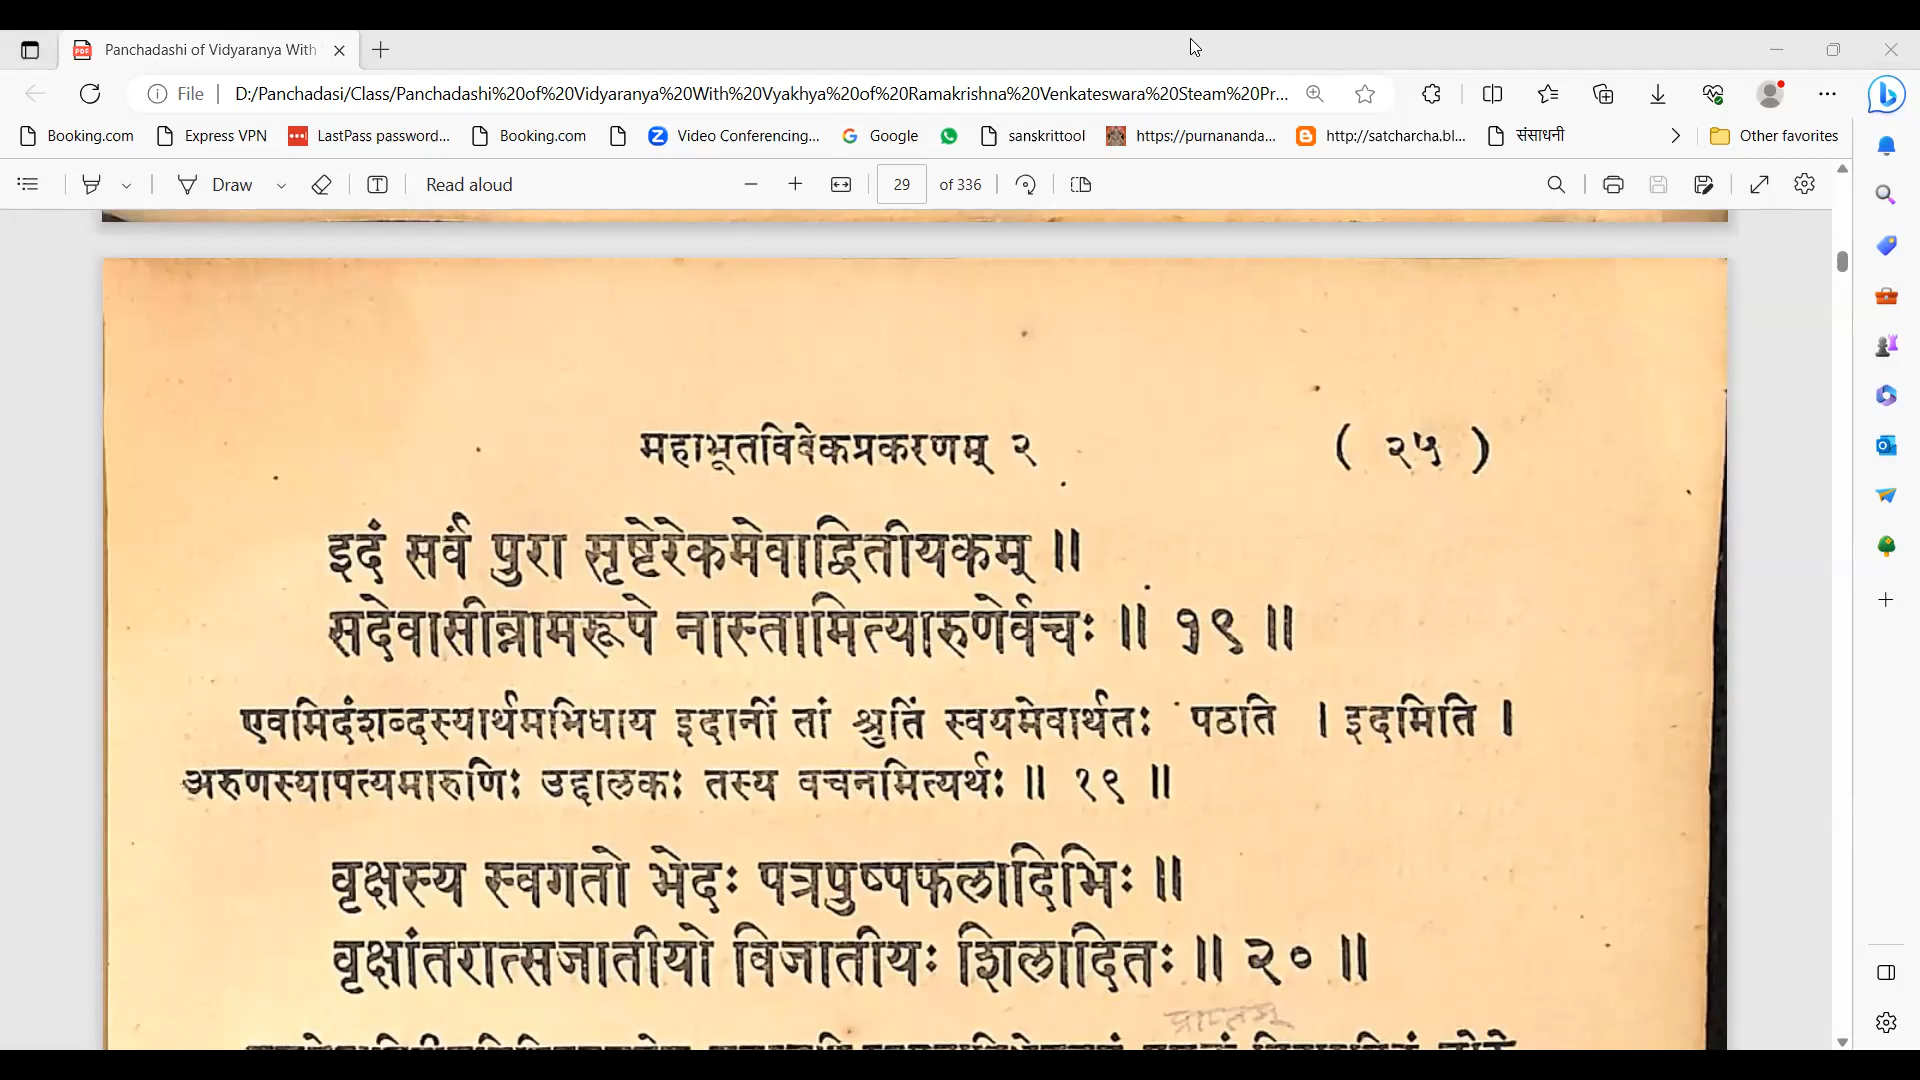 Panchadashi of Vidyaranya With
File
D:/Panchadasi/Class/Panchadashi%20of%20Vidyaranya%20With%20Vyakhya%20of%20Ramakrishna%20Venkateswara%20Steam%20Pr...
Booking.com Express VPN LastPass password... Booking.com Video Conferencing... Google sanskrittool https://purnananda... http://satcharcha.bl... संसाधनी Other favorites
Draw Read aloud 29 of 336
महाभूतविवेकप्रकरणम् २ ( २५ )
इदं सर्वं पुरा सृष्टेरेकमेवाद्वितीयकम् ॥
सदेवासीन्नामरूपे नास्तामित्यारुणेर्वचः ॥ १९ ॥
एवमिदंशब्दस्यार्थमभिधाय इदानीं तां श्रुतिं स्वयमेवार्थतः पठति । इदमिति ।
अरुणस्यापत्यमारुणिः उद्दालकः तस्य वचनमित्यर्थः ॥ १९ ॥
वृक्षस्य स्वगतो भेदः पत्रपुष्पफलादिभिः ॥
वृक्षांतरात्सजातीयो विजातीयः शिलादितः ॥ २० ॥